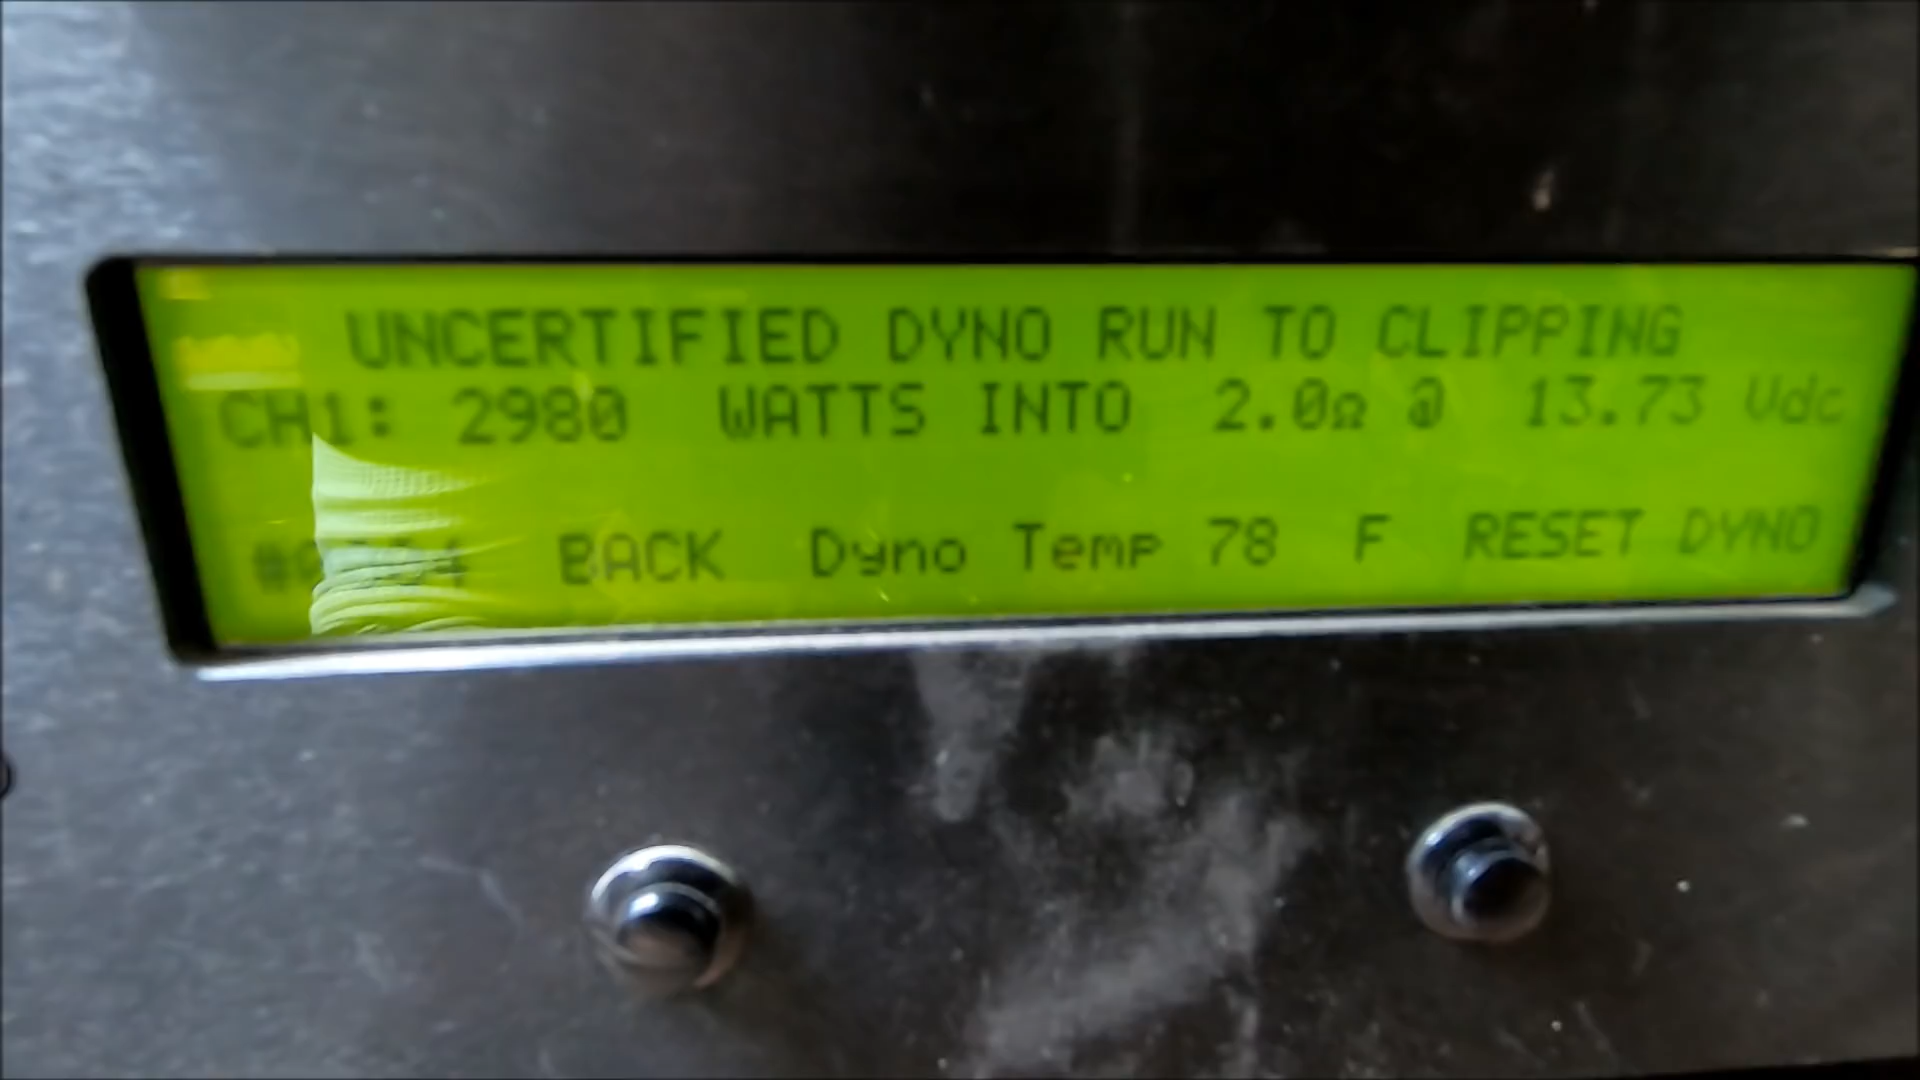 UNCERTIFIED DYNO RUN TO CLIPPING
CH1: 2980 WATTS INTO 2.0Ω @ 13.73 Vdc
BACK Dyno Temp 78 F RESET DYNO